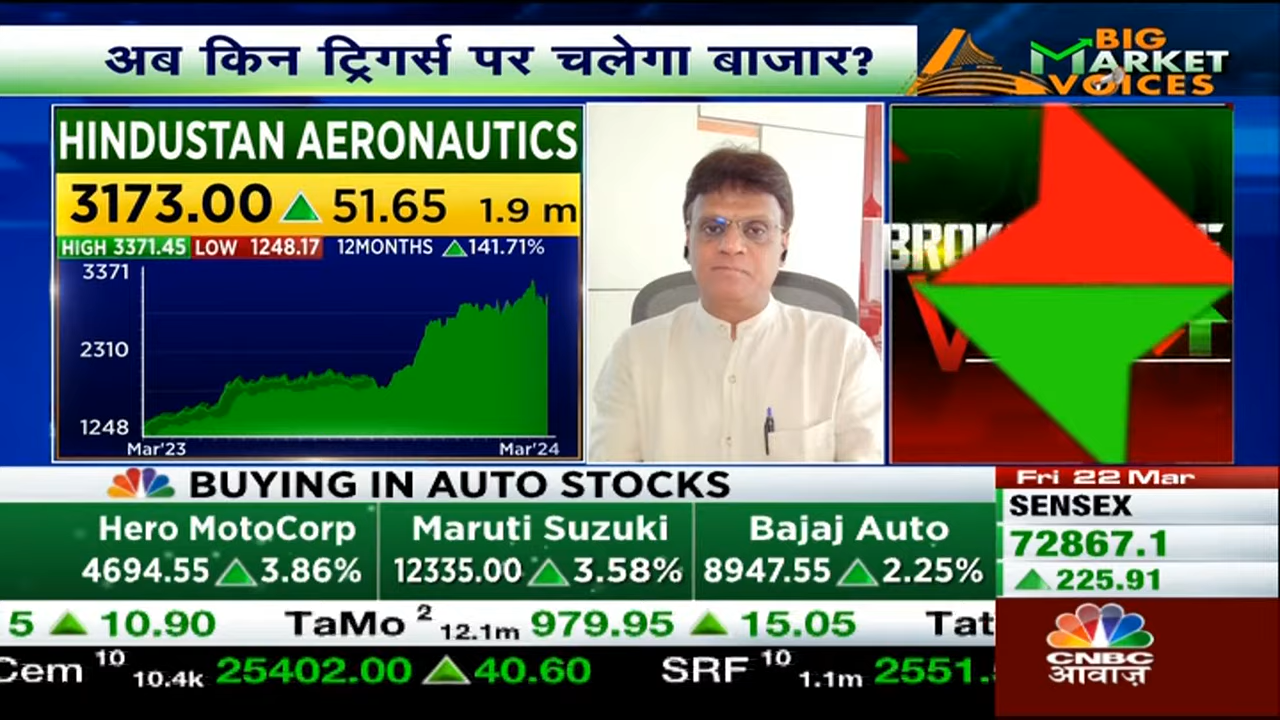 अब किन ट्रिगर्स पर चलेगा बाजार?
BIG
MARKET
VOICES
HINDUSTAN AERONAUTICS
3173.00 ▲ 51.65 1.9 m
HIGH 3371.45 LOW 1248.17 12MONTHS ▲ 141.71%
3371
2310
1248
Mar'23 Mar'24
BUYING IN AUTO STOCKS
Hero MotoCorp
4694.55 ▲ 3.86%
Maruti Suzuki
12335.00 ▲ 3.58%
Bajaj Auto
8947.55 ▲ 2.25%
Fri 22 Mar
SENSEX
72867.1
▲ 225.91
5 ▲ 10.90 TaMo 2 12.1m 979.95 ▲ 15.05 Tat
Cem 10 10.4k 25402.00 ▲ 40.60 SRF 10 1.1m 2551.
CNBC
आवाज़